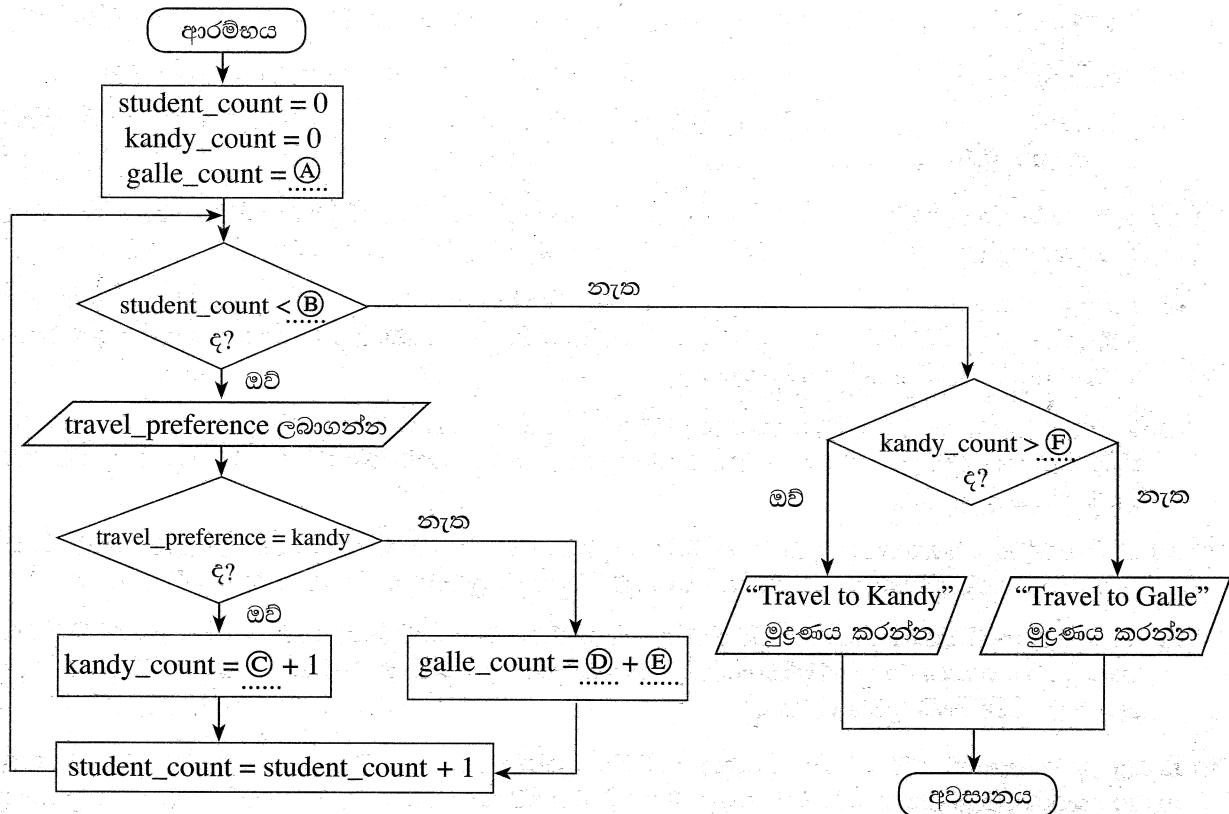 ආරම්භය
student_count = 0
kandy_count = 0
galle_count = Ⓐ
student_count < Ⓑ
ද?
නැත
ඔව්
travel_preference ලබාගන්න
travel_preference = kandy
ද?
නැත
ඔව්
kandy_count = Ⓒ + 1
galle_count = Ⓓ + Ⓔ
student_count = student_count + 1
kandy_count > Ⓕ
ද?
ඔව්
නැත
“Travel to Kandy”
මුද්‍රණය කරන්න
“Travel to Galle”
මුද්‍රණය කරන්න
අවසානය